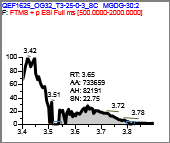 QEF1625_OG32_T3-25-0-3_SC MGDG-30:2
F: FTMS + p ESI Full ms [500.0000-2000.0000]
3.42
100
80
60
40
20
0
RT: 3.65
AA: 733659
AH: 82191
SN: 22.75
3.51
3.72
3.78
3.4 3.5 3.6 3.7 3.8